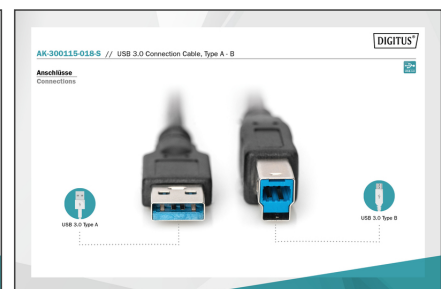 DIGITUS®
AK-300115-018-S // USB 3.0 Connection Cable, Type A - B
Anschlüsse
Connections
USB 3.0 Type A
USB 3.0 Type B